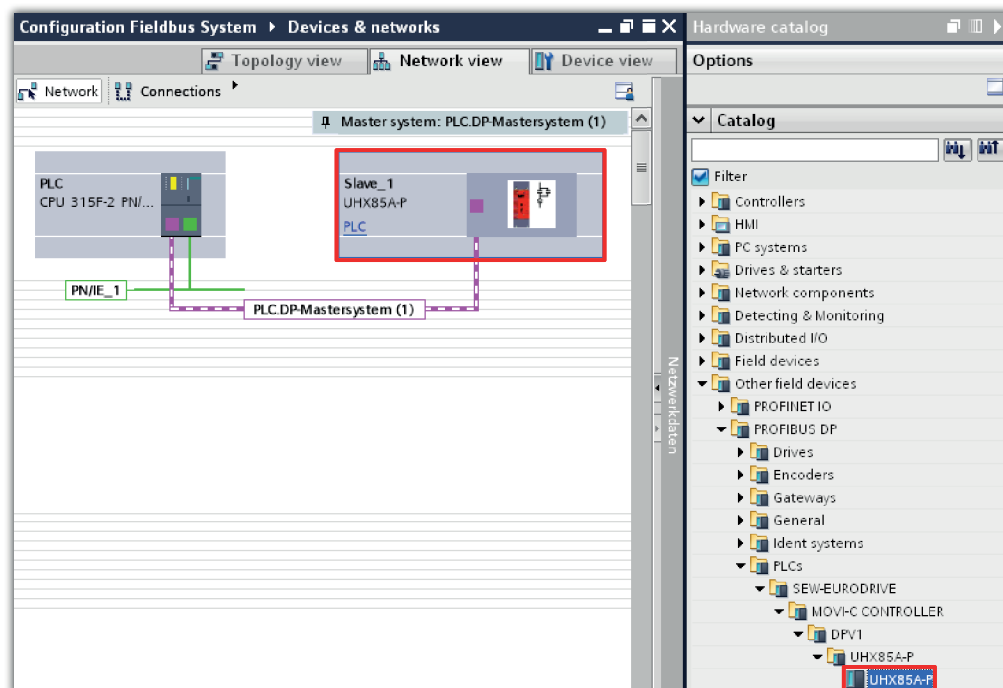 Configuration Fieldbus System ▸ Devices & networks
Topology view
Network view
Device view
Network
Connections
Master system: PLC.DP-Mastersystem (1)
PLC
CPU 315F-2 PN/...
Slave_1
UHX85A-P
PLC
PN/IE_1
PLC.DP-Mastersystem (1)
Netzwerkdaten
Hardware catalog
Options
Catalog
Filter
Controllers
HMI
PC systems
Drives & starters
Network components
Detecting & Monitoring
Distributed I/O
Field devices
Other field devices
PROFINET IO
PROFIBUS DP
Drives
Encoders
Gateways
General
Ident systems
PLCs
SEW-EURODRIVE
MOVI-C CONTROLLER
DPV1
UHX85A-P
UHX85A-P